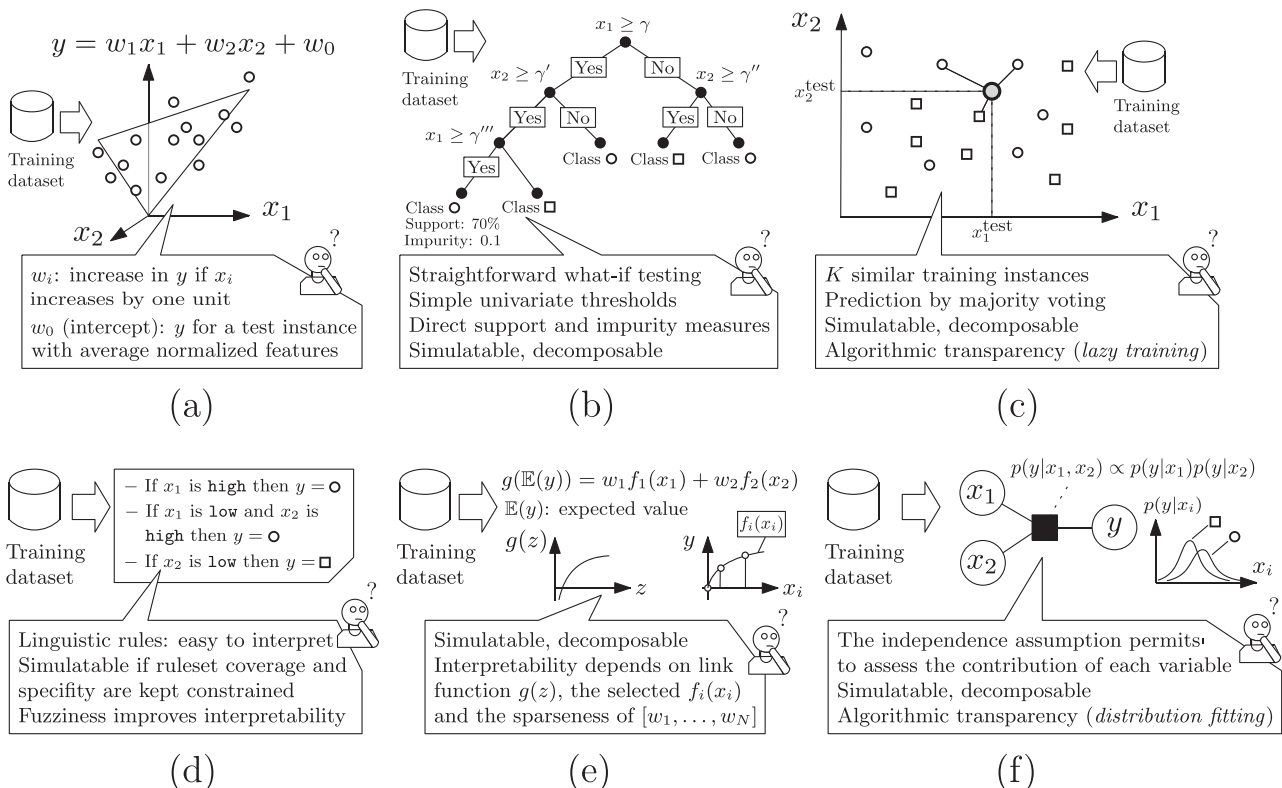 y = w₁x₁ + w₂x₂ + w₀
Training
dataset
x₁
x₂
?
wᵢ: increase in y if xᵢ
increases by one unit
w₀ (intercept): y for a test instance
with average normalized features
(a)
Training
dataset
x₁ ≥ γ
Yes
No
x₂ ≥ γ′
x₂ ≥ γ″
Yes
No
Yes
No
x₁ ≥ γ‴
Yes
Class
Class
Class
Class
Class
Support: 70%
Impurity: 0.1
?
Straightforward what-if testing
Simple univariate thresholds
Direct support and impurity measures
Simulatable, decomposable
(b)
x₂
x₂ᵗᵉˢᵗ
Training
dataset
x₁ᵗᵉˢᵗ
x₁
?
K similar training instances
Prediction by majority voting
Simulatable, decomposable
Algorithmic transparency (lazy training)
(c)
Training
dataset
– If x₁ is high then y =
– If x₁ is low and x₂ is
high then y =
– If x₂ is low then y =
?
Linguistic rules: easy to interpret
Simulatable if ruleset coverage and
specifity are kept constrained
Fuzziness improves interpretability
(d)
Training
dataset
g(𝔼(y)) = w₁f₁(x₁) + w₂f₂(x₂)
𝔼(y): expected value
g(z)
z
y
fᵢ(xᵢ)
xᵢ
?
Simulatable, decomposable
Interpretability depends on link
function g(z), the selected fᵢ(xᵢ)
and the sparseness of [w₁, . . . , w_N]
(e)
Training
dataset
p(y|x₁, x₂) ∝ p(y|x₁)p(y|x₂)
x₁
x₂
y
p(y|xᵢ)
xᵢ
?
The independence assumption permits
to assess the contribution of each variable
Simulatable, decomposable
Algorithmic transparency (distribution fitting)
(f)